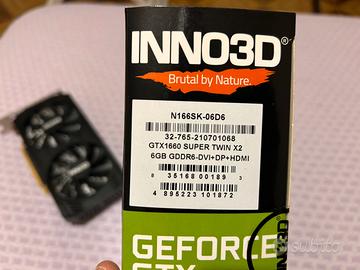 INNO3D®
Brutal by Nature.
N166SK-06D6
32-765-210701068
GTX1660 SUPER TWIN X2
6GB GDDR6-DVI+DP+HDMI
8 35168 00189 3
4 895223 101872
GEFORCE
GTX
INNO3D
subito